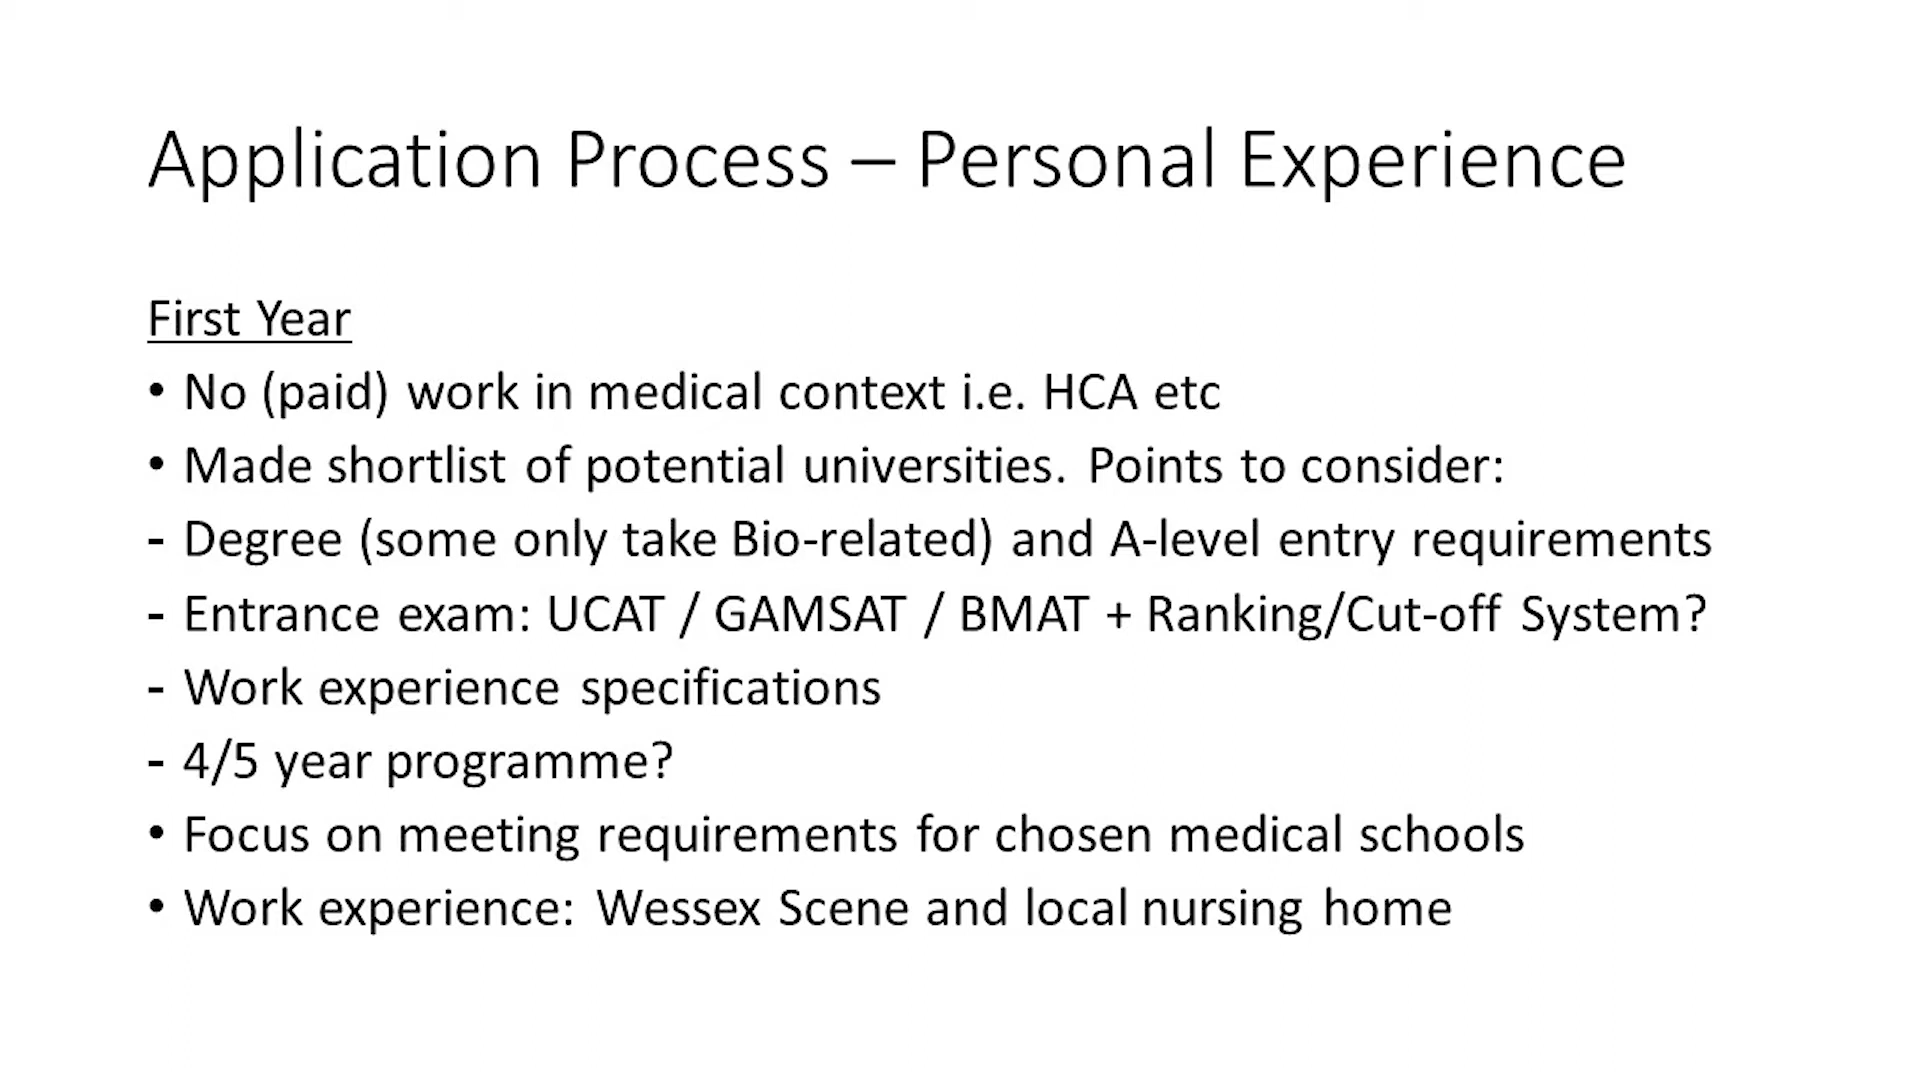 Application Process – Personal Experience
First Year
• No (paid) work in medical context i.e. HCA etc
• Made shortlist of potential universities. Points to consider:
- Degree (some only take Bio-related) and A-level entry requirements
- Entrance exam: UCAT / GAMSAT / BMAT + Ranking/Cut-off System?
- Work experience specifications
- 4/5 year programme?
• Focus on meeting requirements for chosen medical schools
• Work experience: Wessex Scene and local nursing home